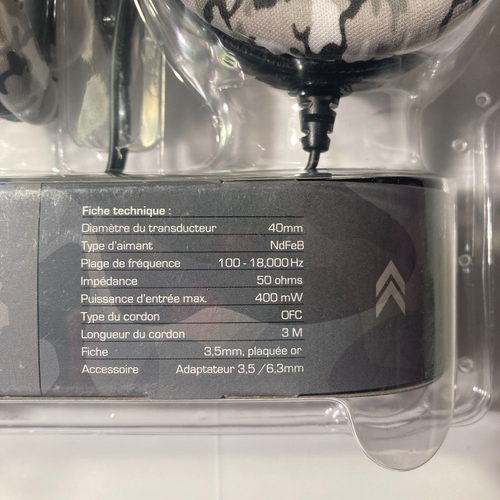 Fiche technique :
Diamètre du transducteur 40mm
Type d'aimant NdFeB
Plage de fréquence 100 - 18,000Hz
Impédance 50 ohms
Puissance d'entrée max. 400 mW
Type du cordon OFC
Longueur du cordon 3 M
Fiche 3,5mm, plaquée or
Accessoire Adaptateur 3,5 /6,3mm